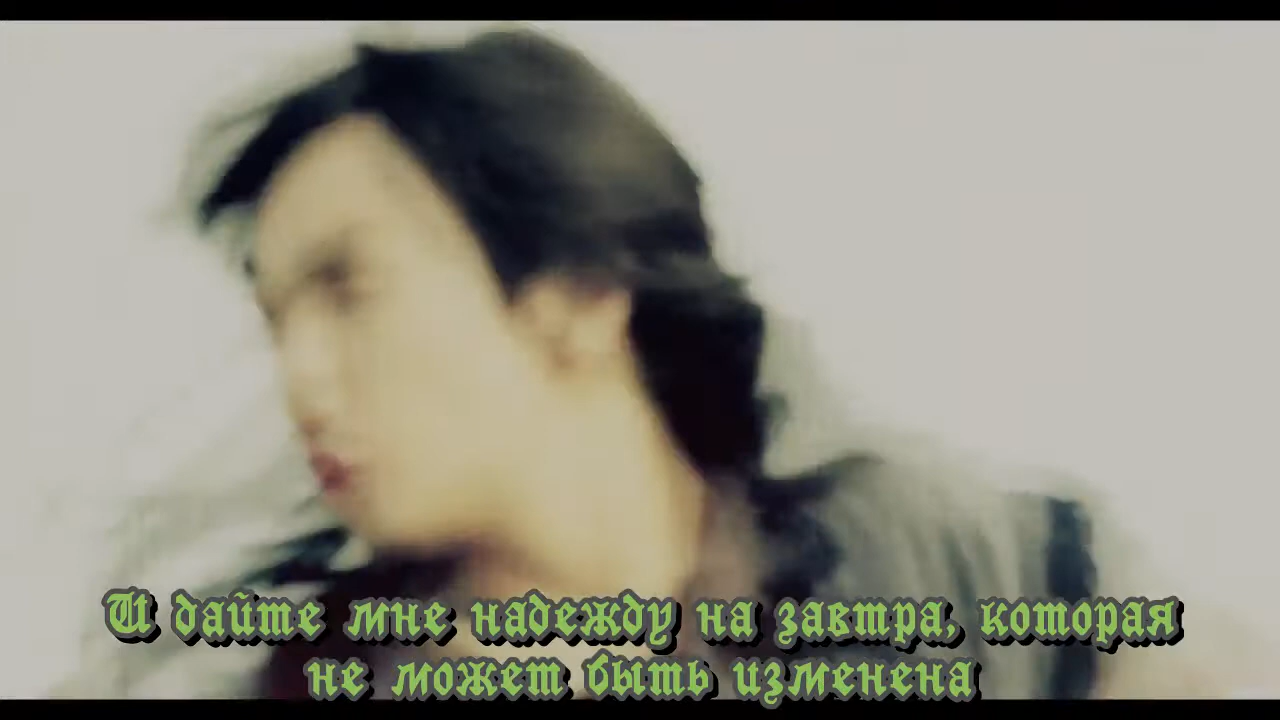 И дайте мне надежду на завтра, которая
не может быть изменена